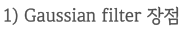 1) Gaussian filter 장점